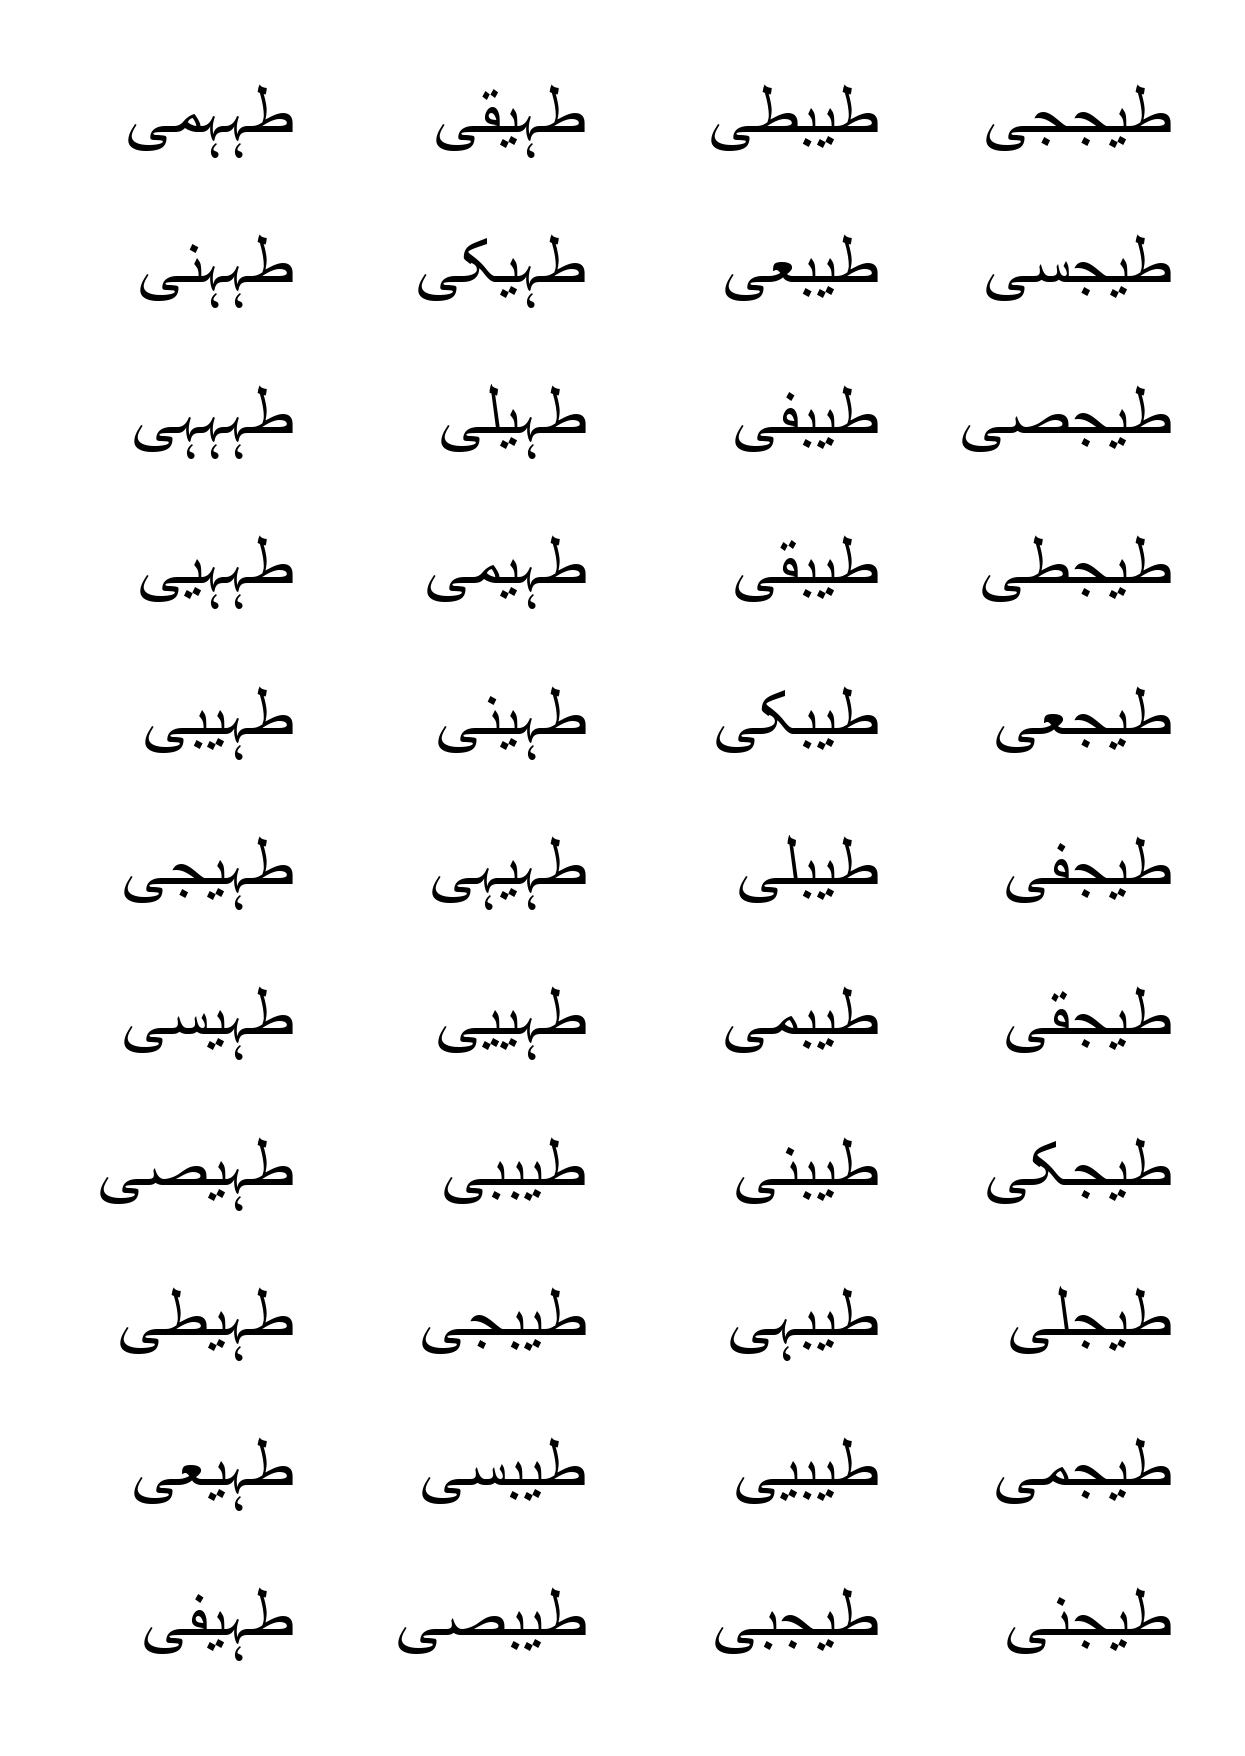 طیججی طیبطی طہیقی طہہمی
طیجسی طیبعی طہیکی طہہنی
طیجصی طیبفی طہیلی طہہہی
طیجطی طیبقی طہیمی طہہیی
طیجعی طیبکی طہینی طہیبی
طیجفی طیبلی طہیہی طہیجی
طیجقی طیبمی طہییی طہیسی
طیجکی طیبنی طیببی طہیصی
طیجلی طیبہی طیبجی طہیطی
طیجمی طیبیی طیبسی طہیعی
طیجنی طیجبی طیبصی طہیفی